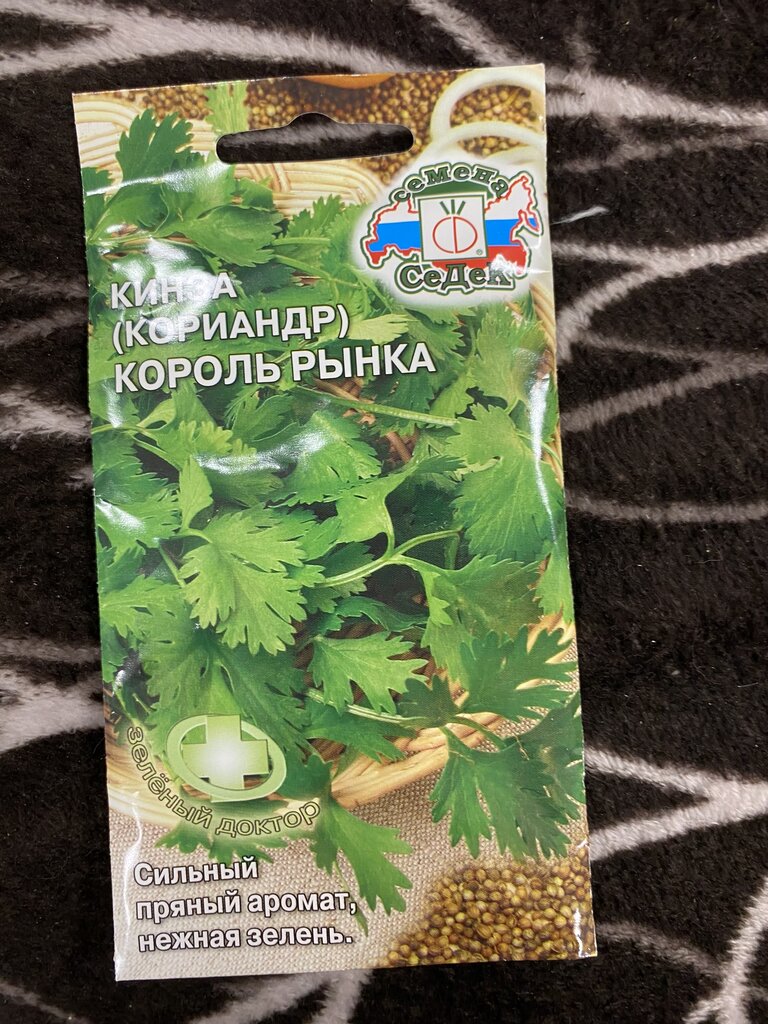 семена
СеДеК
КИНЗА
(КОРИАНДР)
КОРОЛЬ РЫНКА
зелёный доктор
Сильный
пряный аромат,
нежная зелень.